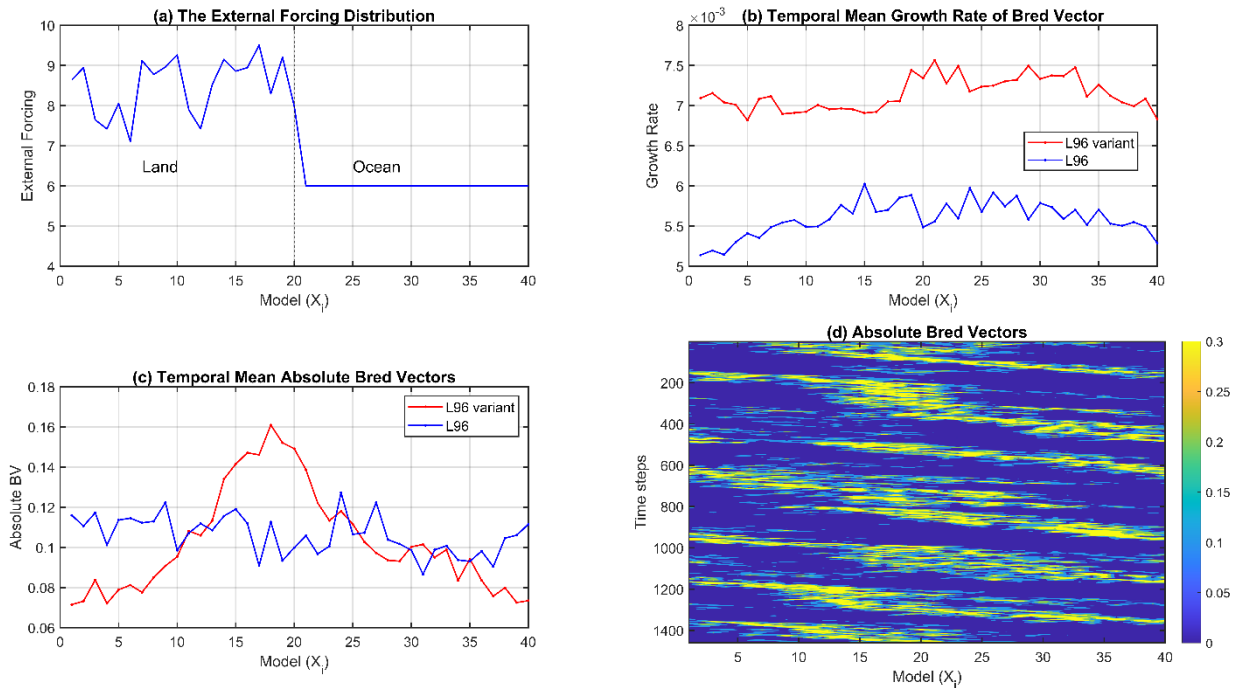 (a) The External Forcing Distribution
10
9
8
7
6
5
4
External Forcing
Land
Ocean
0 5 10 15 20 25 30 35 40
Model (X_i)
(b) Temporal Mean Growth Rate of Bred Vector
×10^-3
8
7.5
7
6.5
6
5.5
5
Growth Rate
L96 variant
L96
0 5 10 15 20 25 30 35 40
Model (X_i)
(c) Temporal Mean Absolute Bred Vectors
0.18
0.16
0.14
0.12
0.1
0.08
0.06
Absolute BV
L96 variant
L96
0 5 10 15 20 25 30 35 40
Model (X_i)
(d) Absolute Bred Vectors
200
400
600
800
1000
1200
1400
Time steps
5 10 15 20 25 30 35 40
Model (X_i)
0.3
0.25
0.2
0.15
0.1
0.05
0